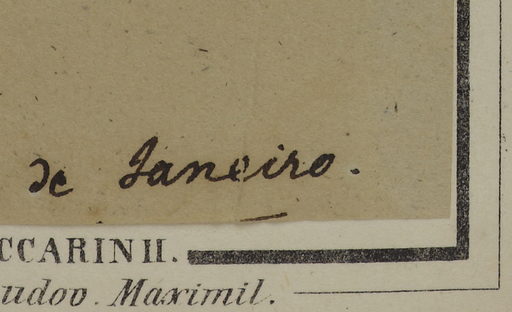 de Janeiro.
CCARINII.
udov. Maximil.